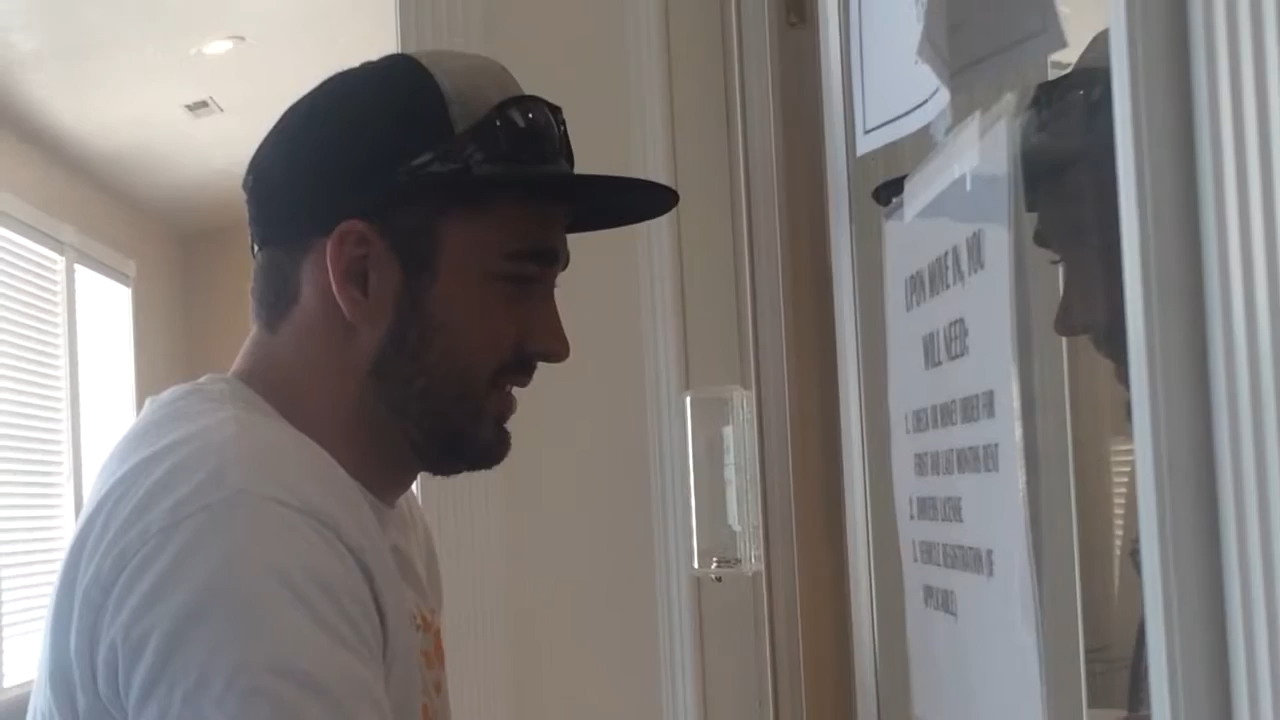 UPON MOVE IN, YOU
WILL NEED:
1. CHECK OR MONEY ORDER FOR
FIRST AND LAST MONTHS RENT
2. DRIVERS LICENSE
3. VEHICLE REGISTRATION (IF
APPLICABLE)